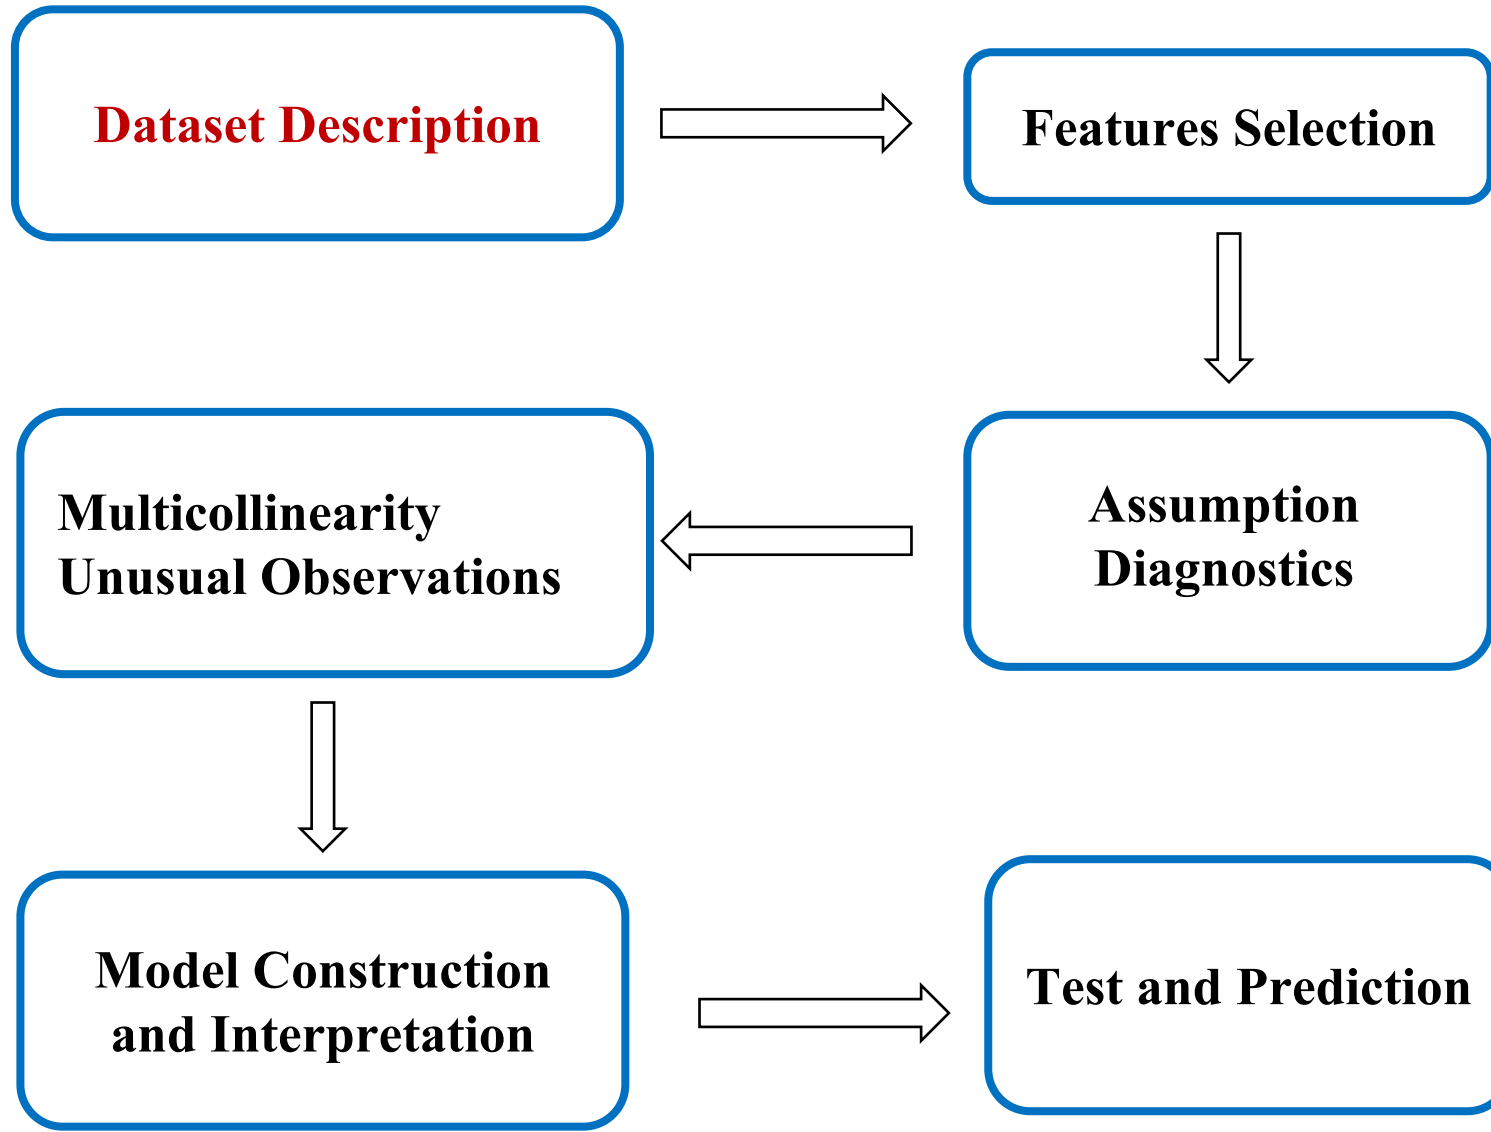 Dataset Description
Features Selection
Assumption
Diagnostics
Multicollinearity
Unusual Observations
Model Construction
and Interpretation
Test and Prediction